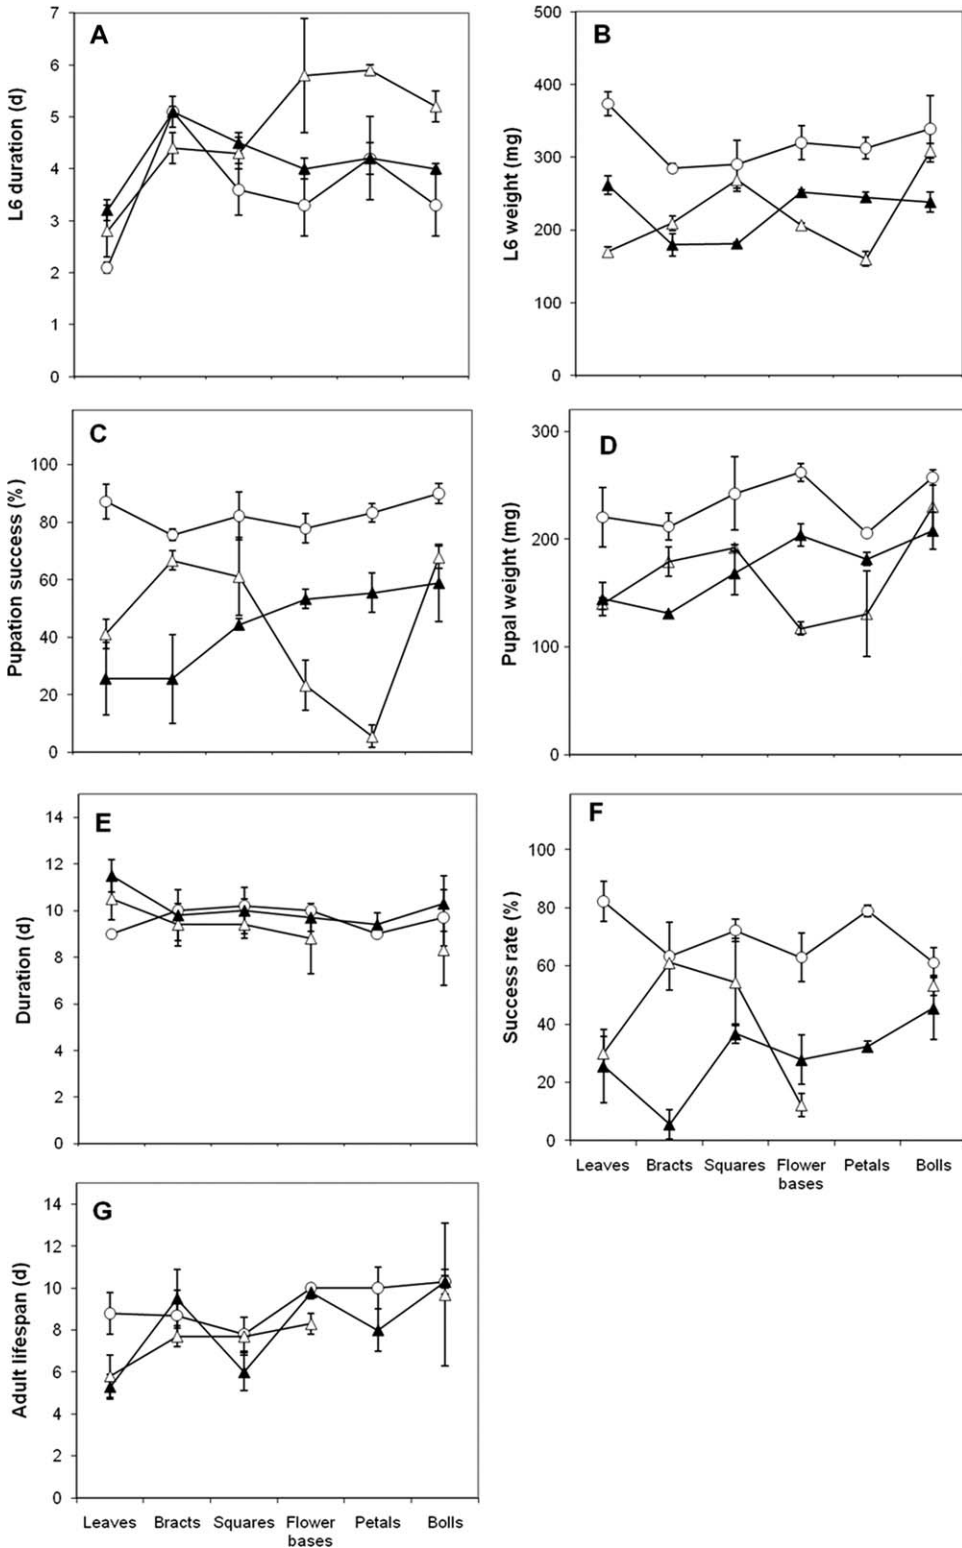 A
L6 duration (d)
7
6
5
4
3
2
1
0
B
L6 weight (mg)
500
400
300
200
100
0
C
Pupation success (%)
100
80
60
40
20
0
D
Pupal weight (mg)
300
200
100
0
E
Duration (d)
14
12
10
8
6
4
2
0
F
Success rate (%)
100
80
60
40
20
0
Leaves Bracts Squares Flower Petals Bolls
bases
G
Adult lifespan (d)
14
12
10
8
6
4
2
0
Leaves Bracts Squares Flower Petals Bolls
bases